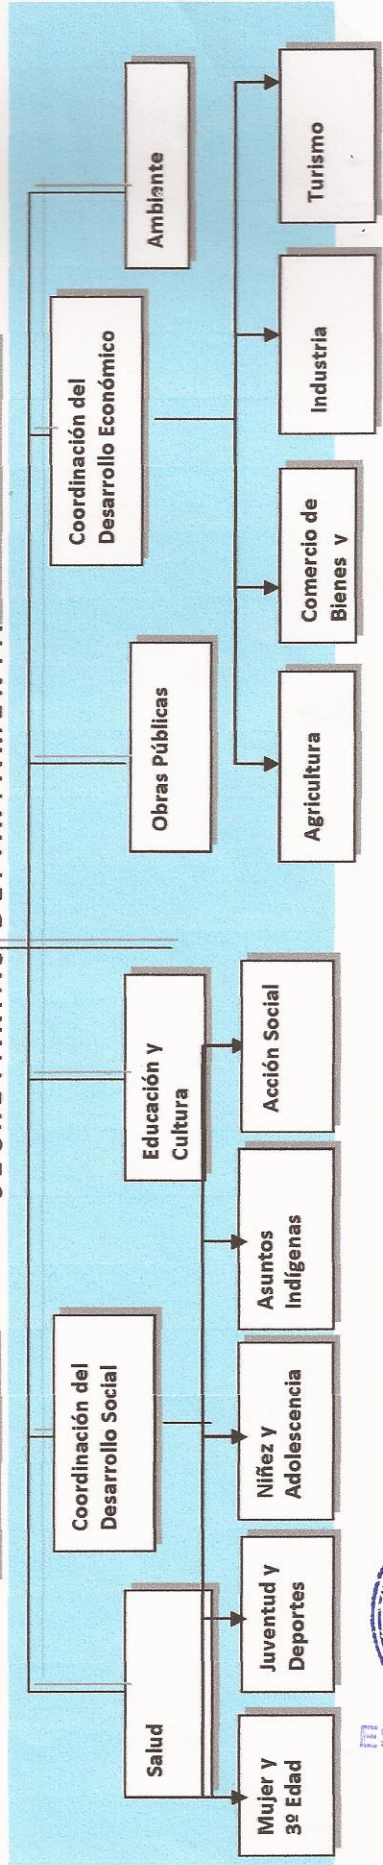 Salud
Coordinación del
Desarrollo Social
Educación y
Cultura
Obras Públicas
Coordinación del
Desarrollo Económico
Ambiente
Mujer y
3º Edad
Juventud y
Deportes
Niñez y
Adolescencia
Asuntos
Indígenas
Acción Social
Agricultura
Comercio de
Bienes v
Industria
Turismo